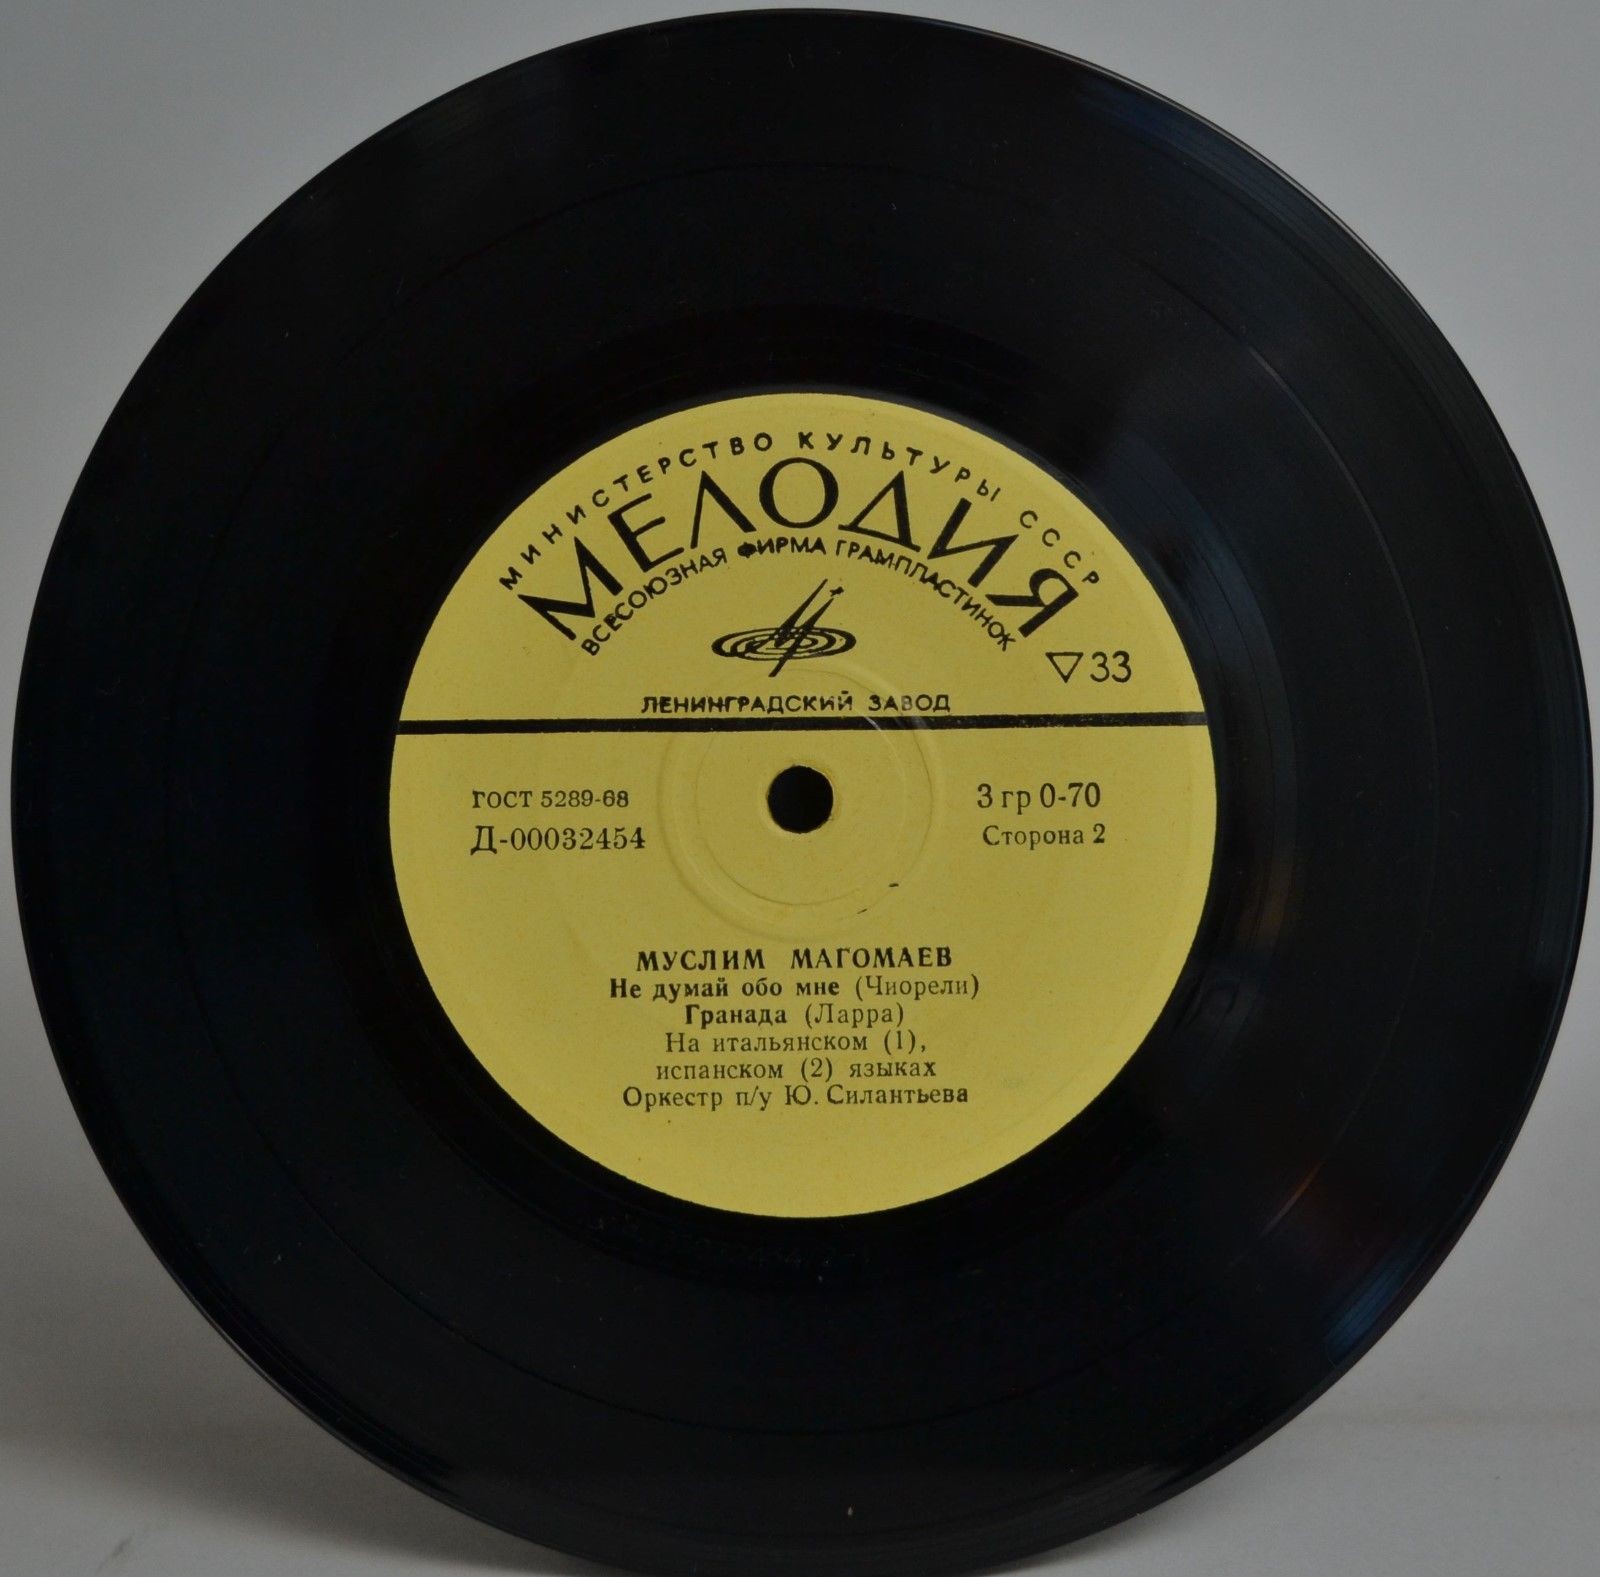 МИНИСТЕРСТВО КУЛЬТУРЫ СССР
МЕЛОДИЯ
ВСЕСОЮЗНАЯ ФИРМА ГРАМПЛАСТИНОК
▽33
ЛЕНИНГРАДСКИЙ ЗАВОД
ГОСТ 5289-68
3 гр 0-70
Д-00032454
Сторона 2
МУСЛИМ МАГОМАЕВ
Не думай обо мне (Чиорели)
Гранада (Ларра)
На итальянском (1),
испанском (2) языках
Оркестр п/у Ю. Силантьева